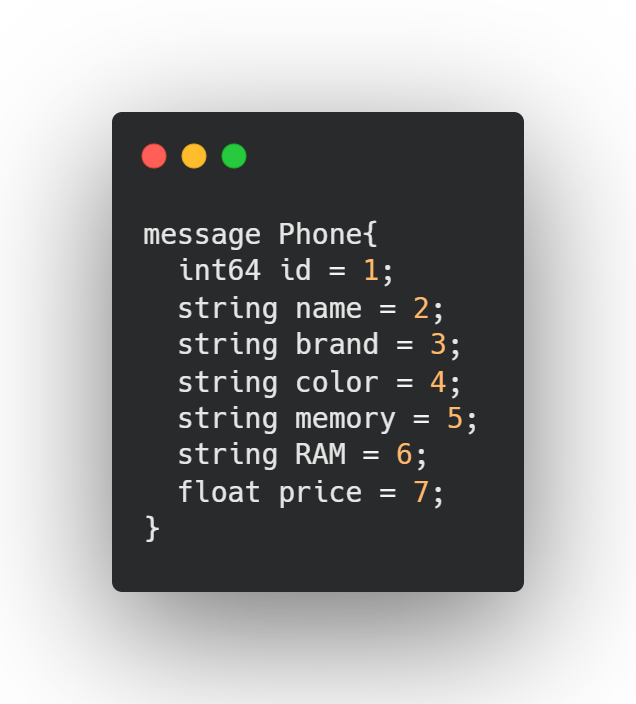 message Phone{
  int64 id = 1;
  string name = 2;
  string brand = 3;
  string color = 4;
  string memory = 5;
  string RAM = 6;
  float price = 7;
}